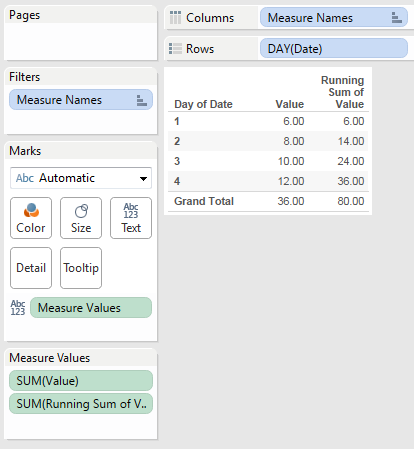 Pages
Columns
Measure Names
Rows
DAY(Date)
Filters
Measure Names
Marks
Abc Automatic
Color
Size
Abc
123
Text
Detail
Tooltip
Abc
123
Measure Values
Measure Values
SUM(Value)
SUM(Running Sum of V..
Running
Sum of
Day of Date Value Value
1 6.00 6.00
2 8.00 14.00
3 10.00 24.00
4 12.00 36.00
Grand Total 36.00 80.00